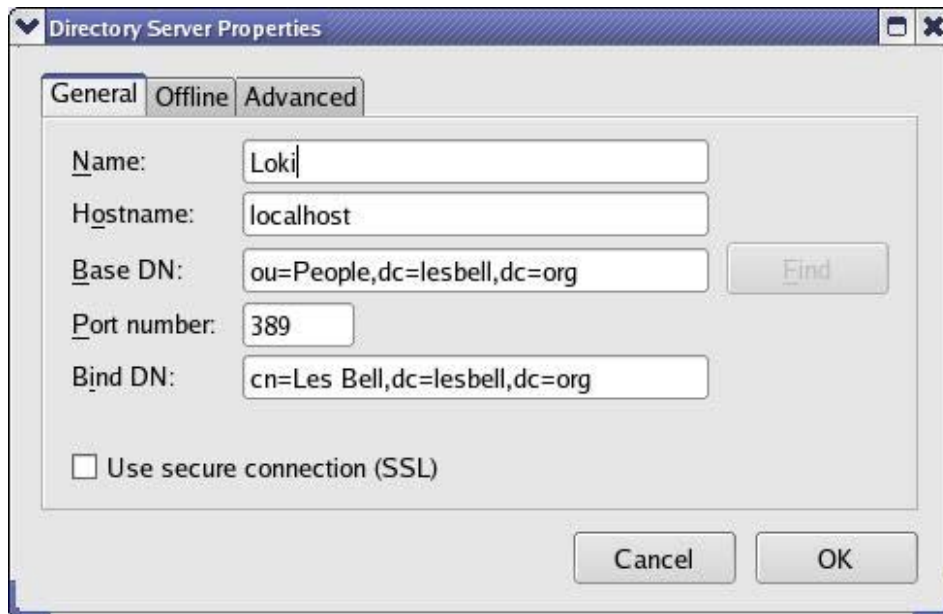 Directory Server Properties
General Offline Advanced
Name: Loki
Hostname: localhost
Base DN: ou=People,dc=lesbell,dc=org Find
Port number: 389
Bind DN: cn=Les Bell,dc=lesbell,dc=org
Use secure connection (SSL)
Cancel OK